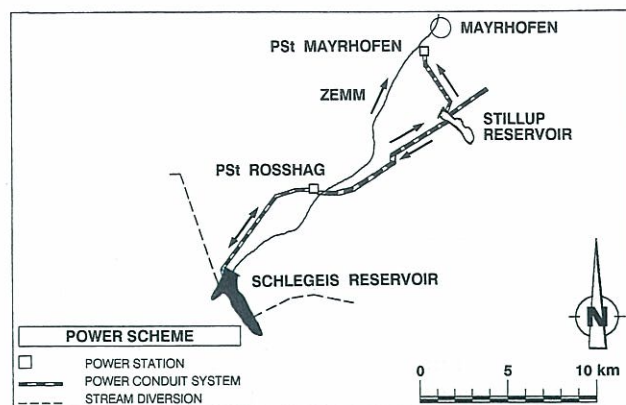 MAYRHOFEN
PSt MAYRHOFEN
ZEMM
STILLUP
RESERVOIR
PSt ROSSHAG
SCHLEGEIS RESERVOIR
POWER SCHEME
POWER STATION
POWER CONDUIT SYSTEM
STREAM DIVERSION
N
0 5 10 km